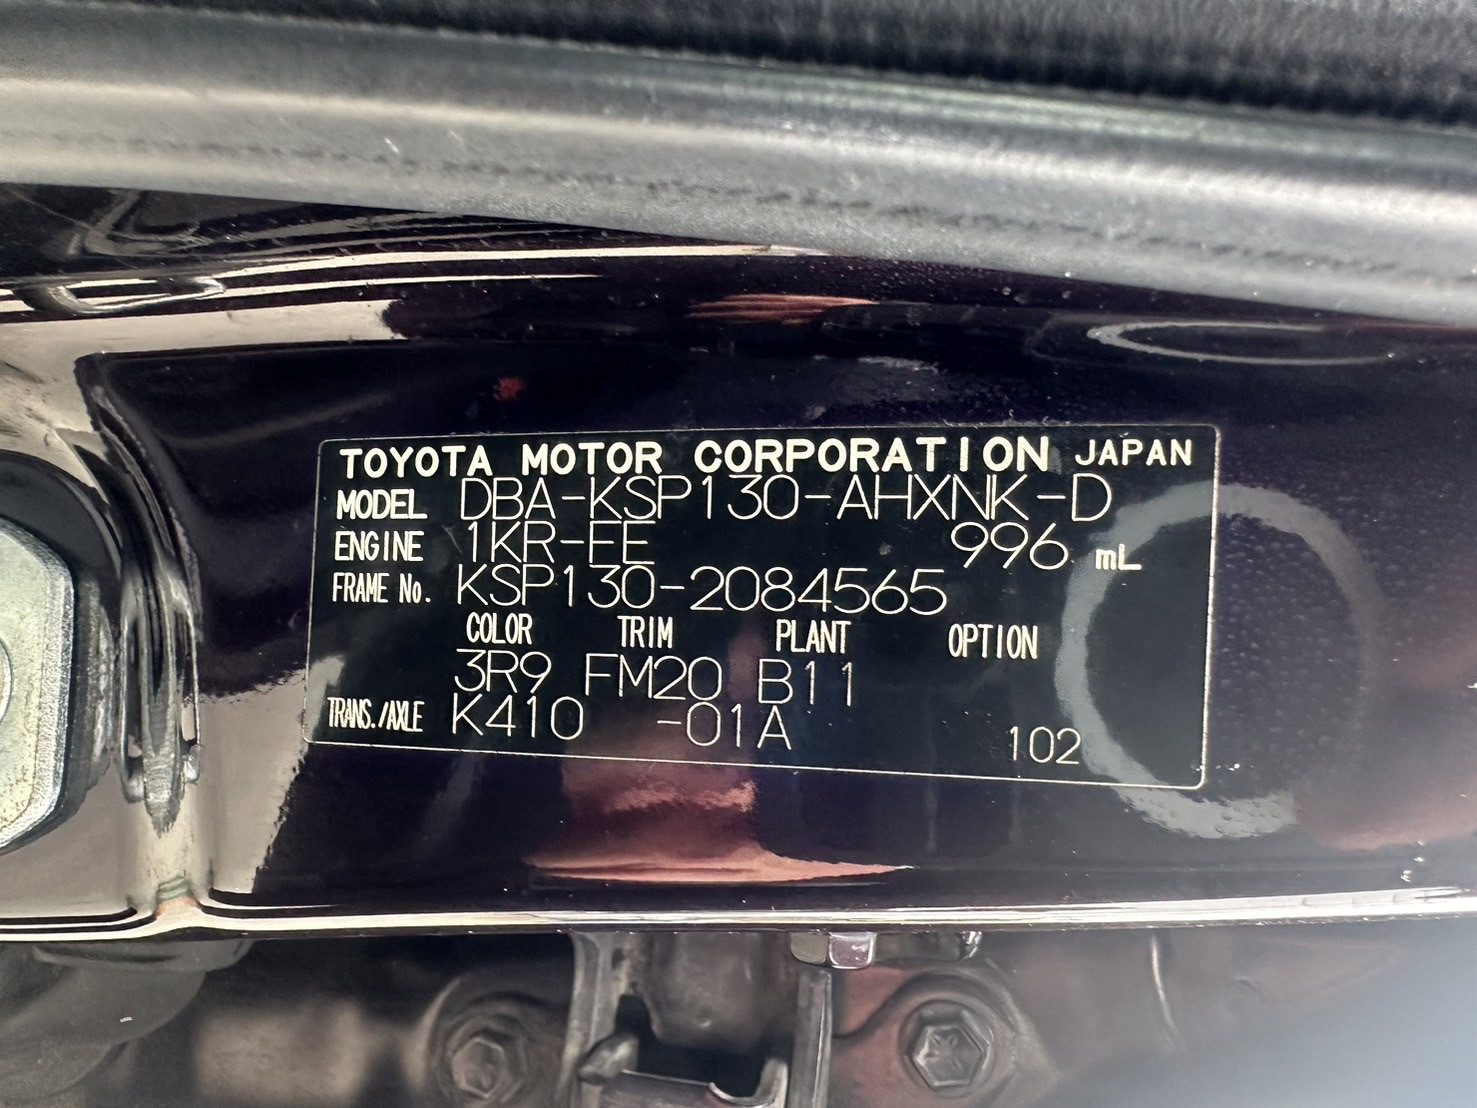 TOYOTA MOTOR CORPORATION JAPAN
MODEL DBA-KSP130-AHXNK-D
ENGINE 1KR-FE 996 mL
FRAME No. KSP130-2084565
COLOR TRIM PLANT OPTION
3R9 FM20 B11
TRANS./AXLE K410 -01A 102